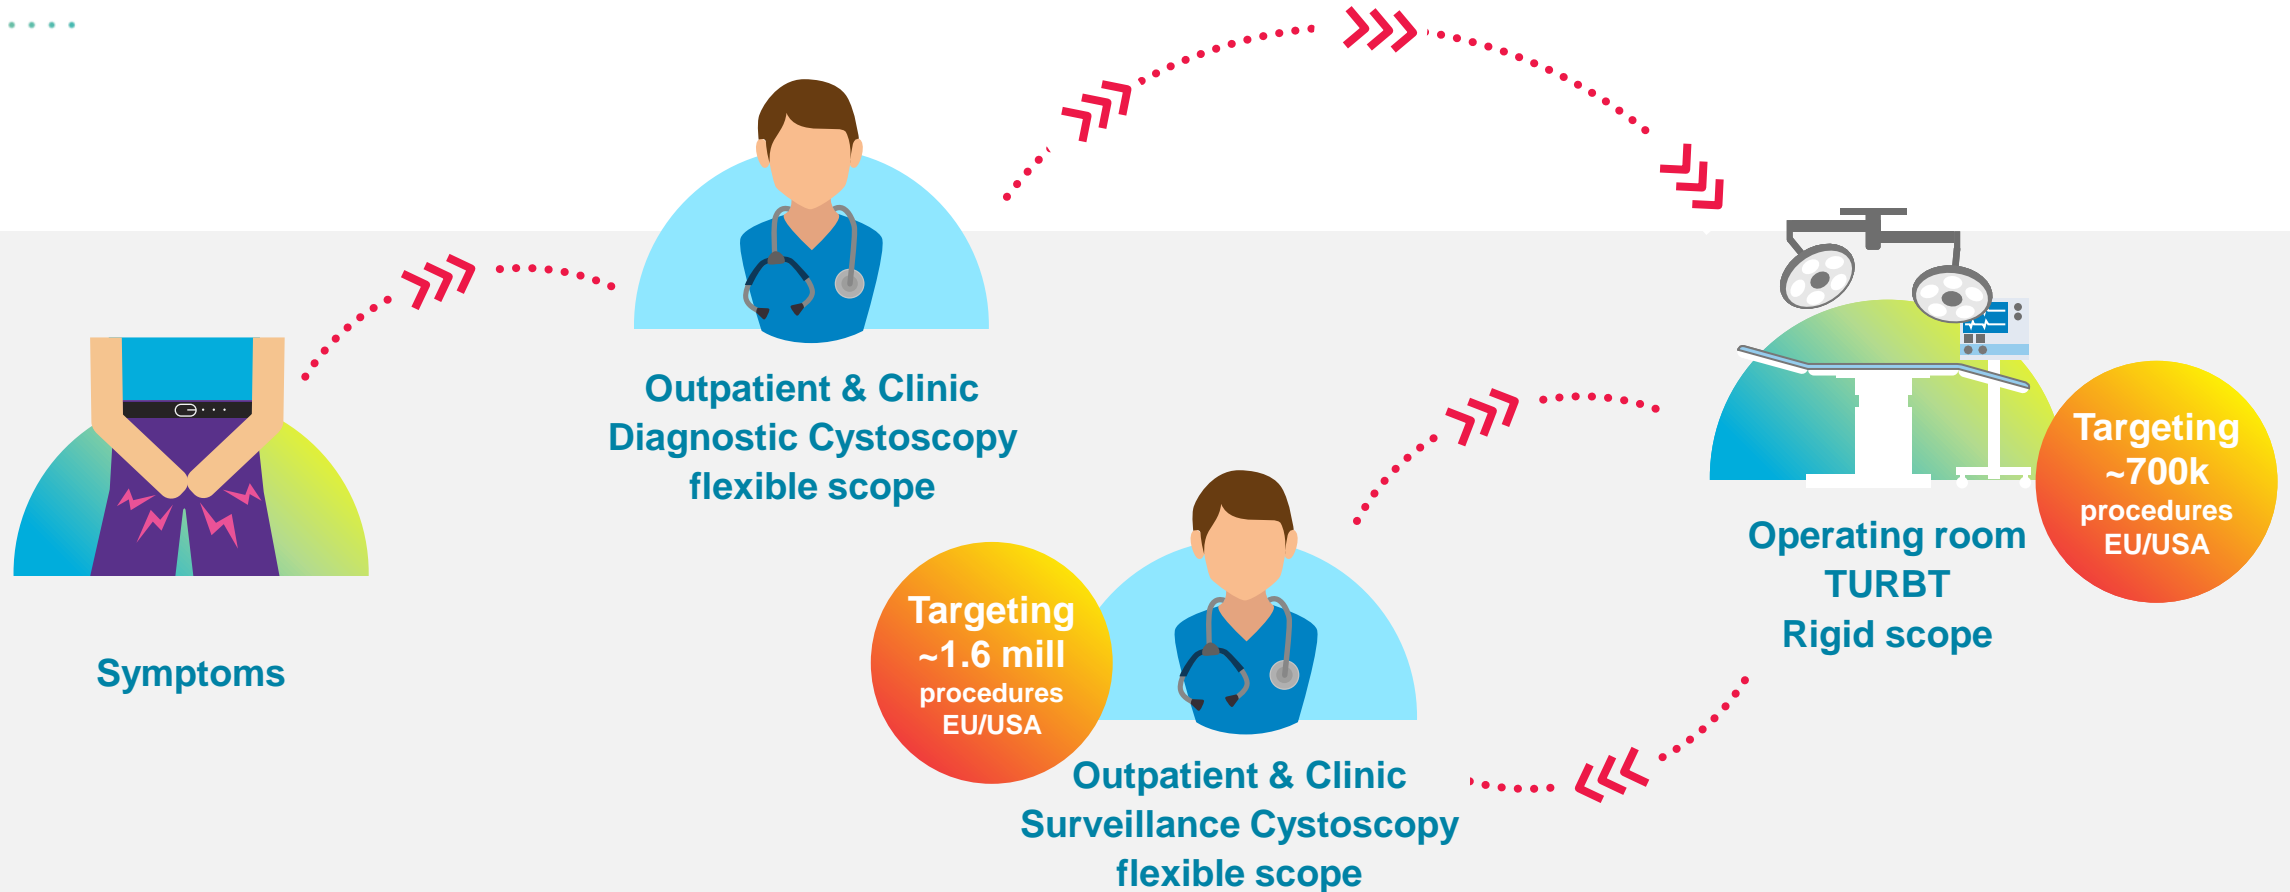 Outpatient & Clinic
Diagnostic Cystoscopy
flexible scope
Symptoms
Targeting
~1.6 mill
procedures
EU/USA
Outpatient & Clinic
Surveillance Cystoscopy
flexible scope
Targeting
~700k
procedures
EU/USA
Operating room
TURBT
Rigid scope